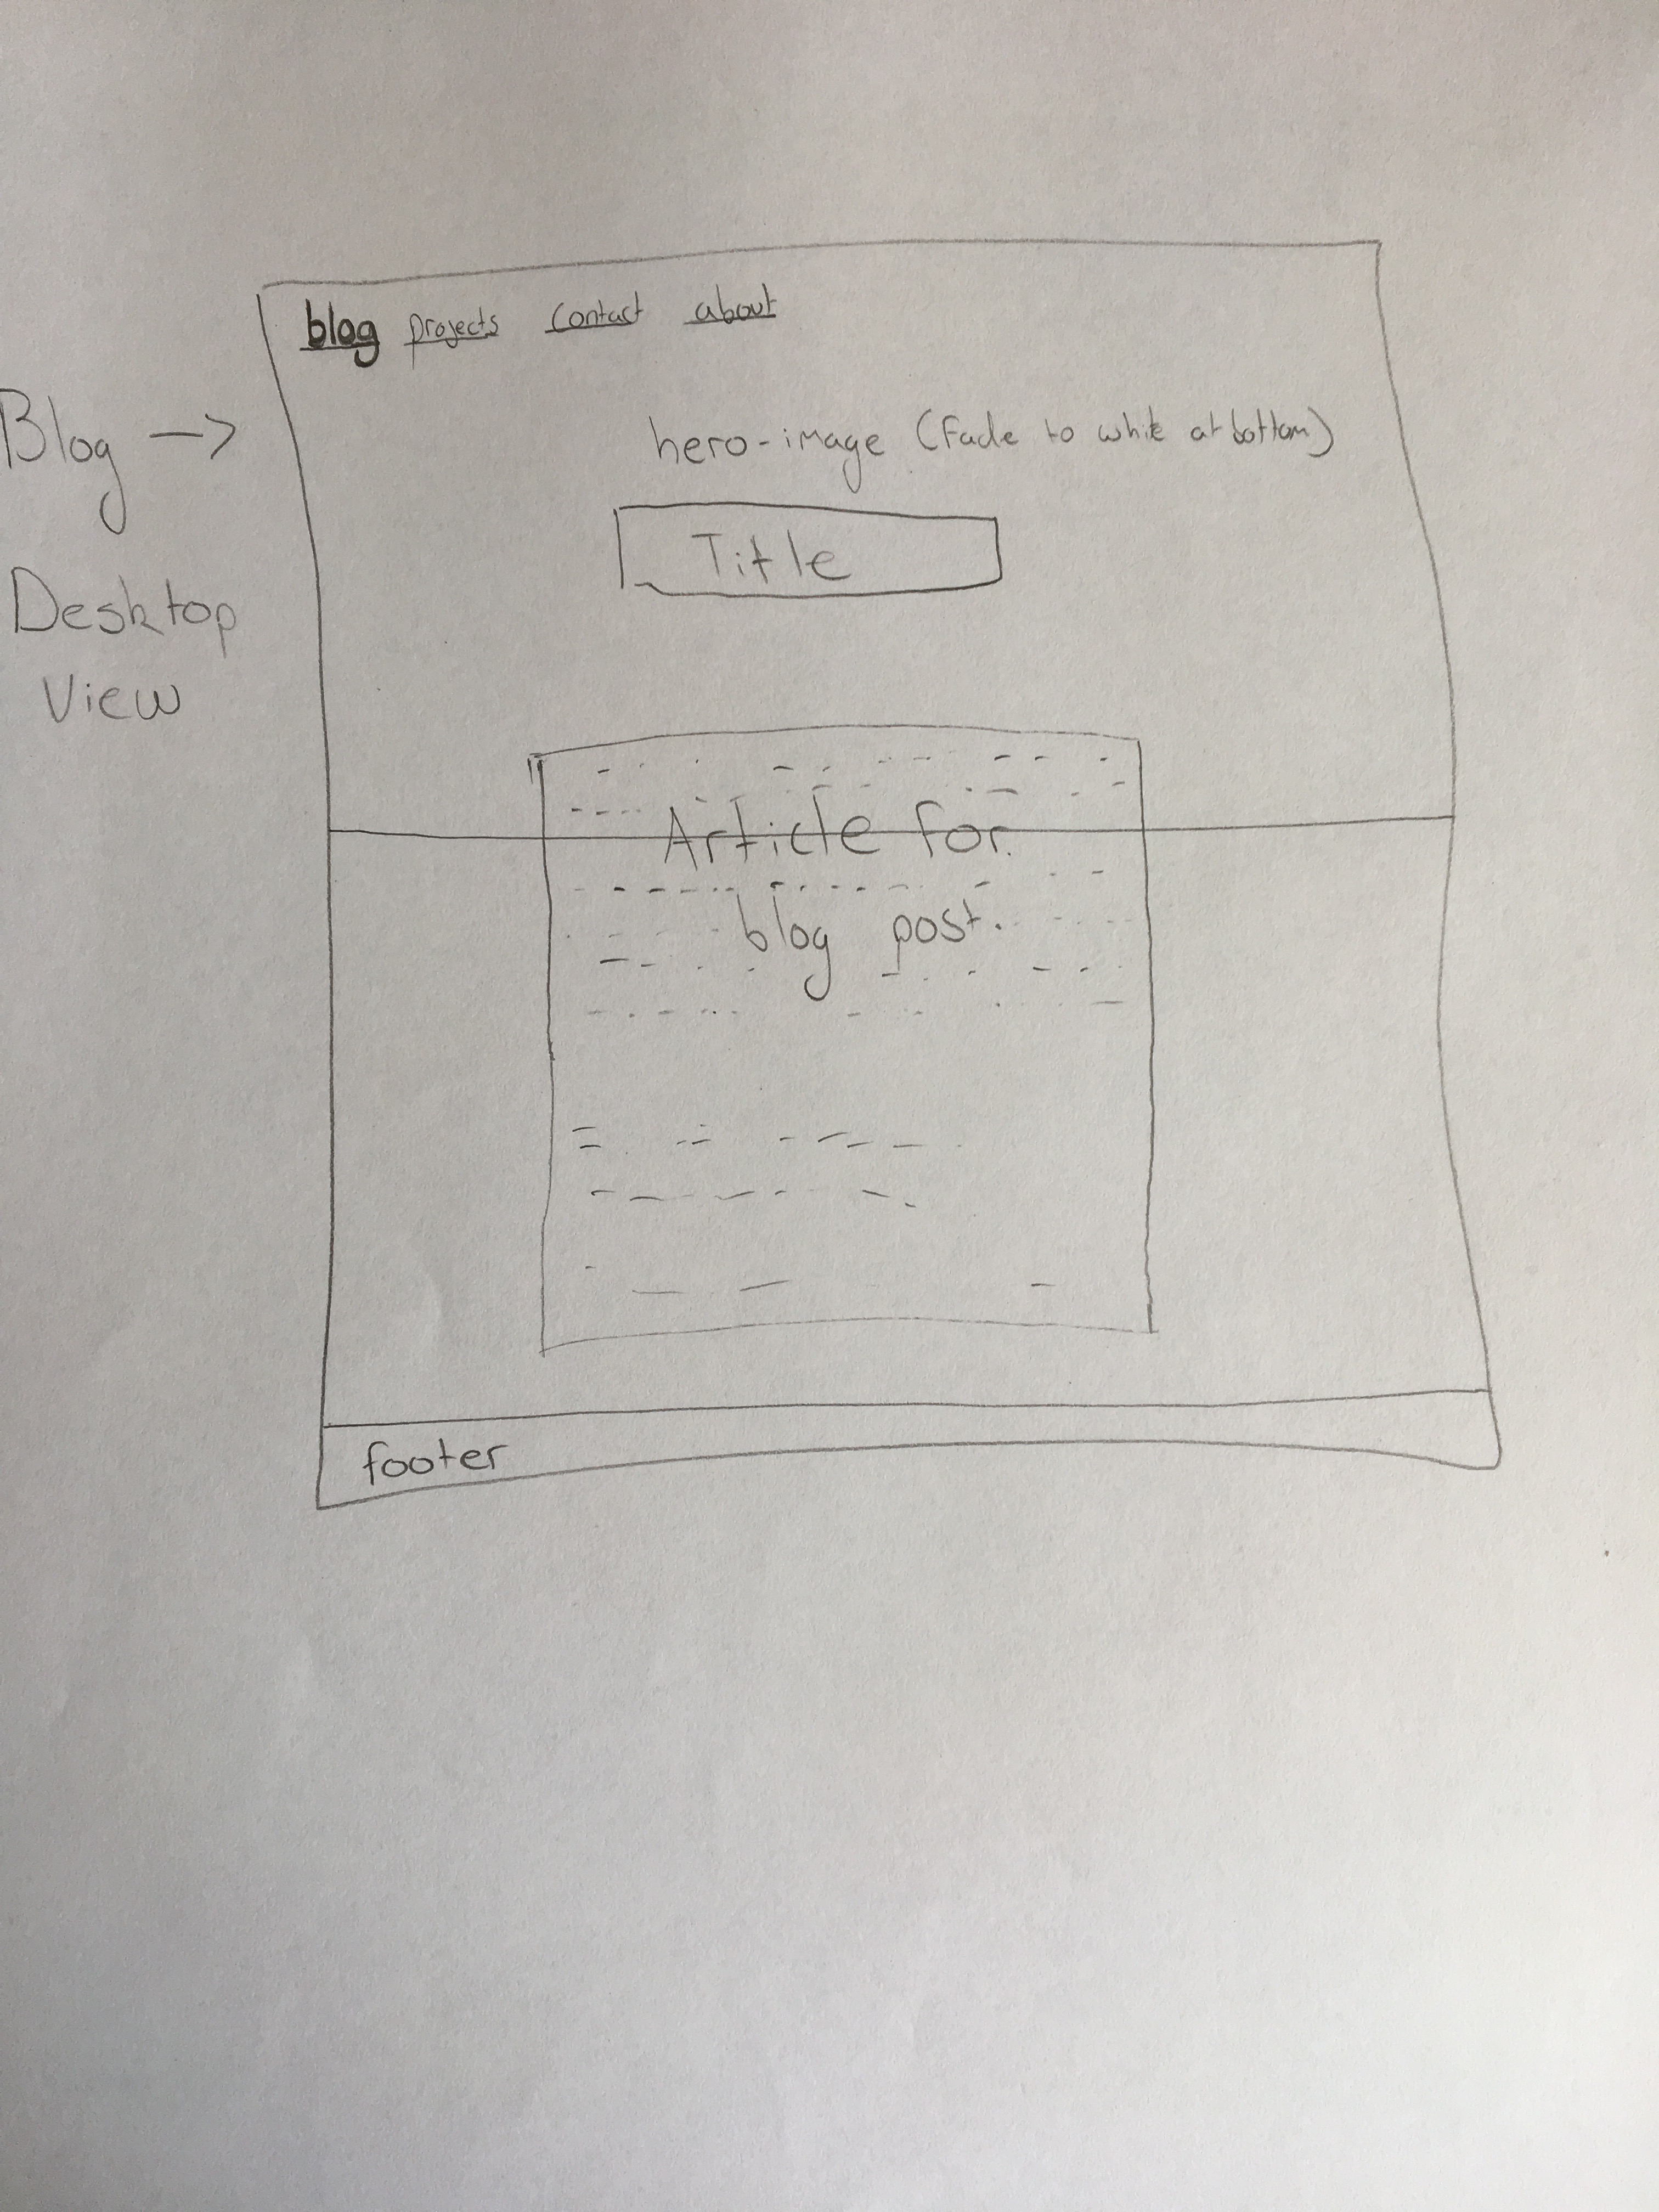 blog projects contact about
Blog ->
hero-image (fade to white at bottom)
Title
Desktop
View
Article for
blog post.
footer